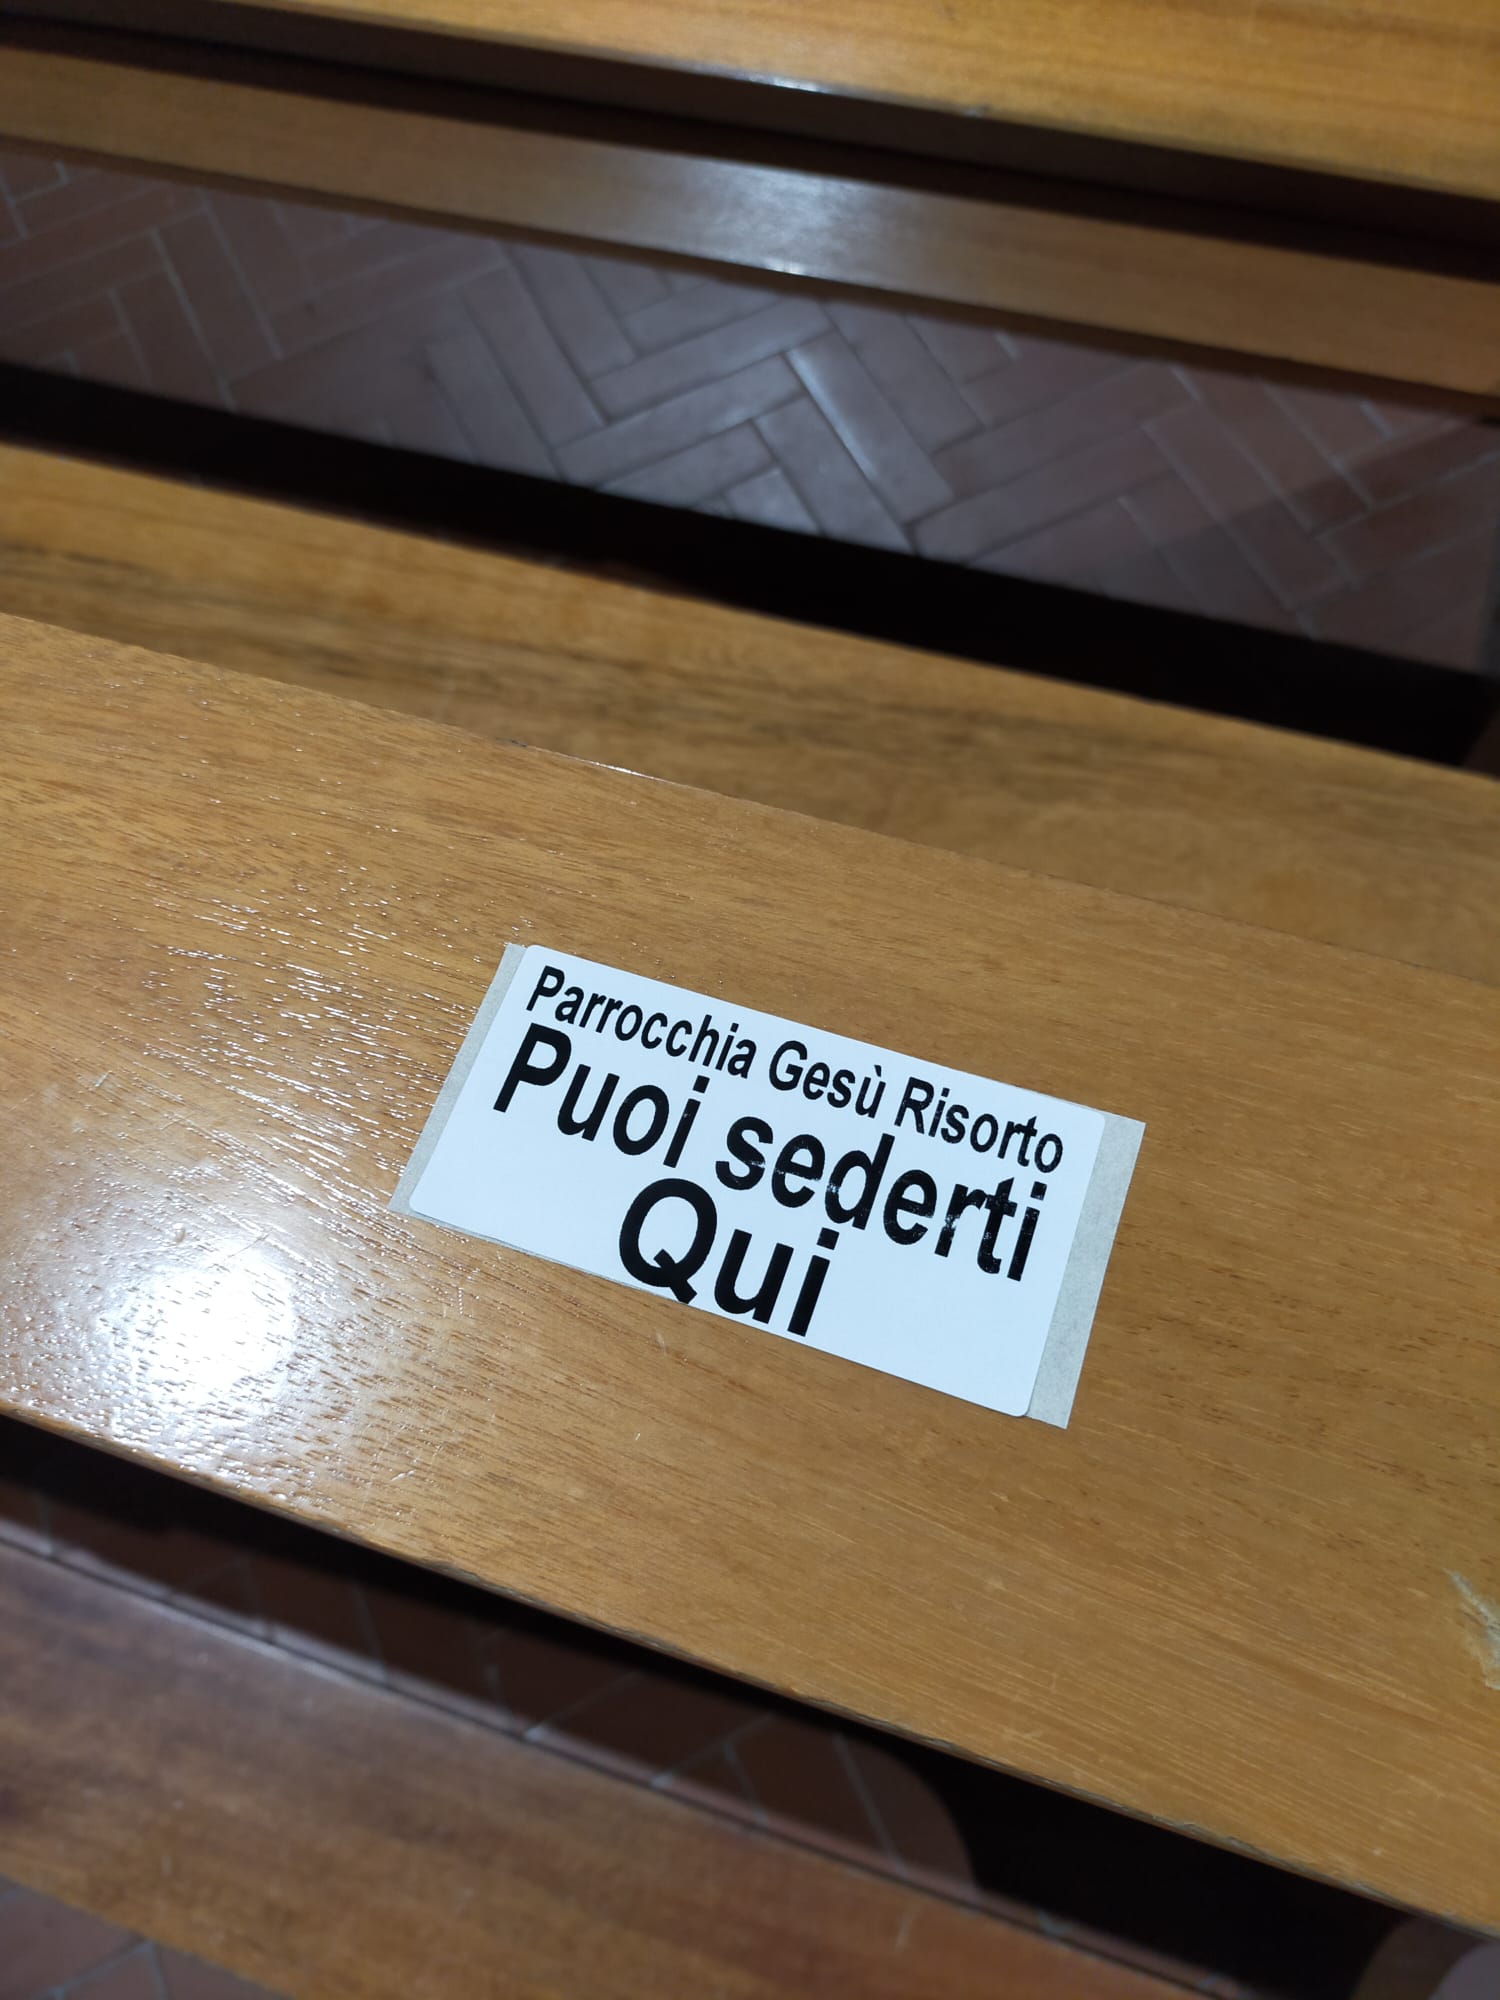 Parrocchia Gesù Risorto
Puoi sederti
Qui